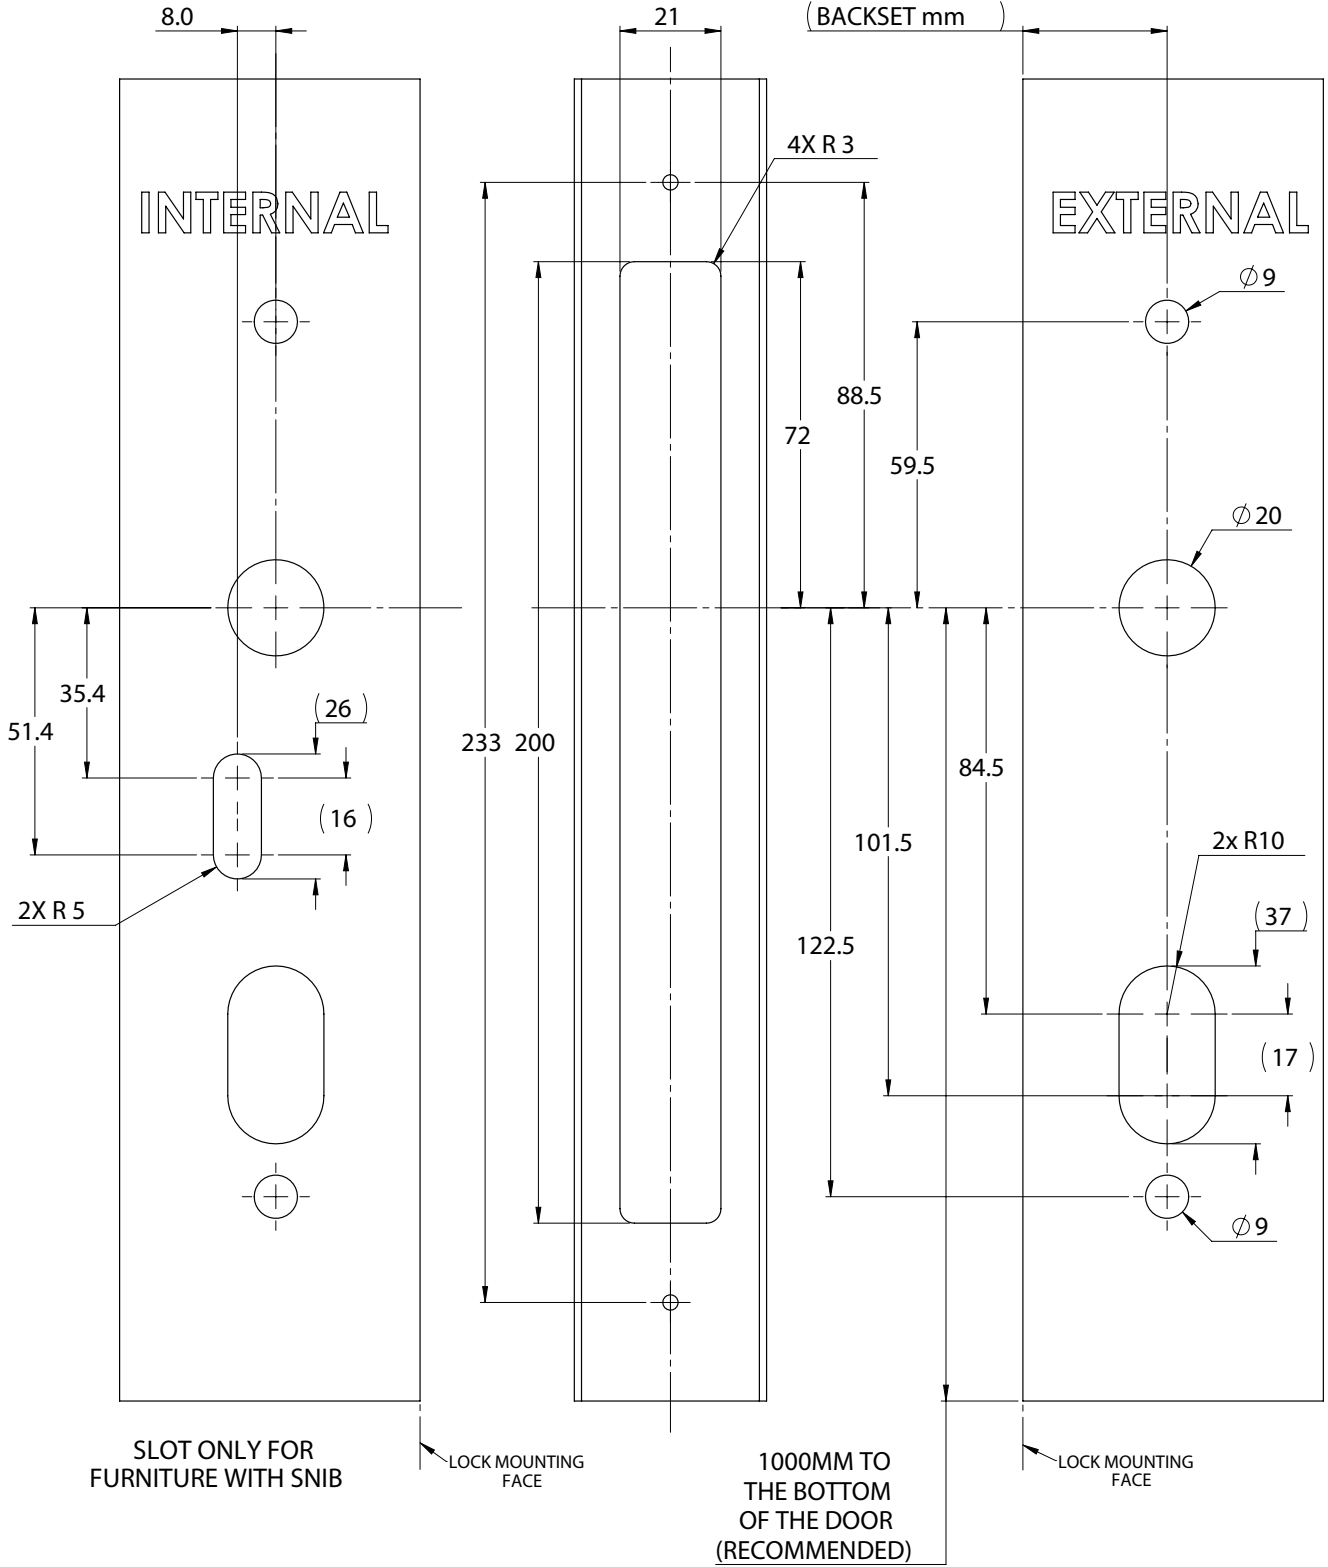 8.0
21
(BACKSET mm )
4X R 3
INTERNAL
EXTERNAL
∅9
88.5
72
59.5
∅20
35.4
(26)
51.4
233 200
84.5
(16)
101.5
2x R10
2X R 5
(37)
122.5
(17)
∅9
SLOT ONLY FOR
FURNITURE WITH SNIB
LOCK MOUNTING
FACE
1000MM TO
THE BOTTOM
OF THE DOOR
(RECOMMENDED)
LOCK MOUNTING
FACE